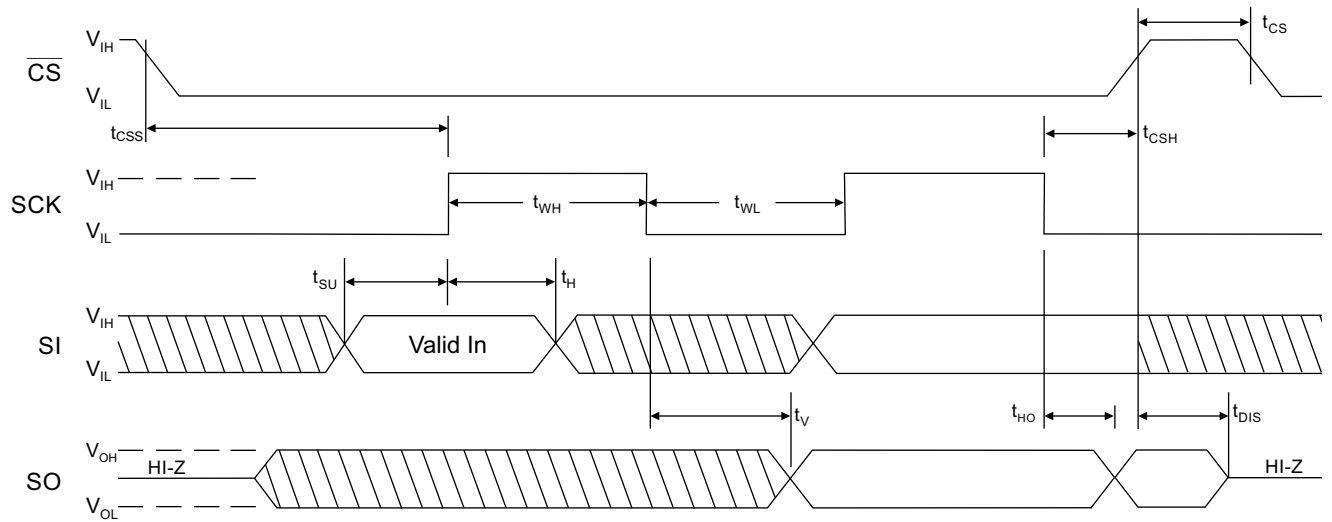 V_IH
t_CS
C̅S̅
V_IL
t_CSS
t_CSH
V_IH
SCK
t_WH
t_WL
V_IL
t_SU
t_H
V_IH
SI
Valid In
V_IL
t_V
t_HO
t_DIS
V_OH
SO
HI-Z
HI-Z
V_OL